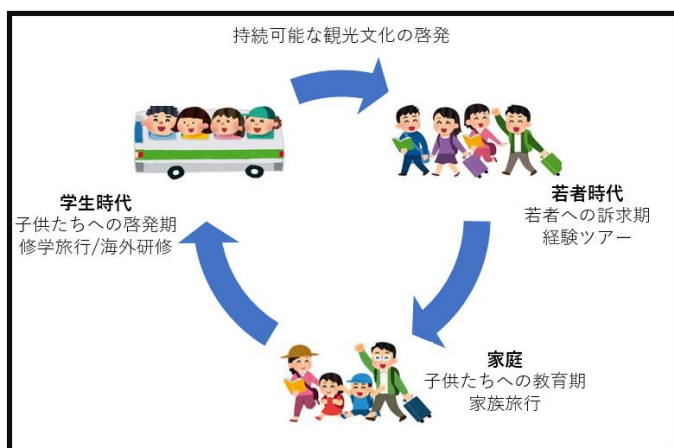 持続可能な観光文化の啓発
学生時代
子供たちへの啓発期
修学旅行/海外研修
若者時代
若者への訴求期
経験ツアー
家庭
子供たちへの教育期
家族旅行